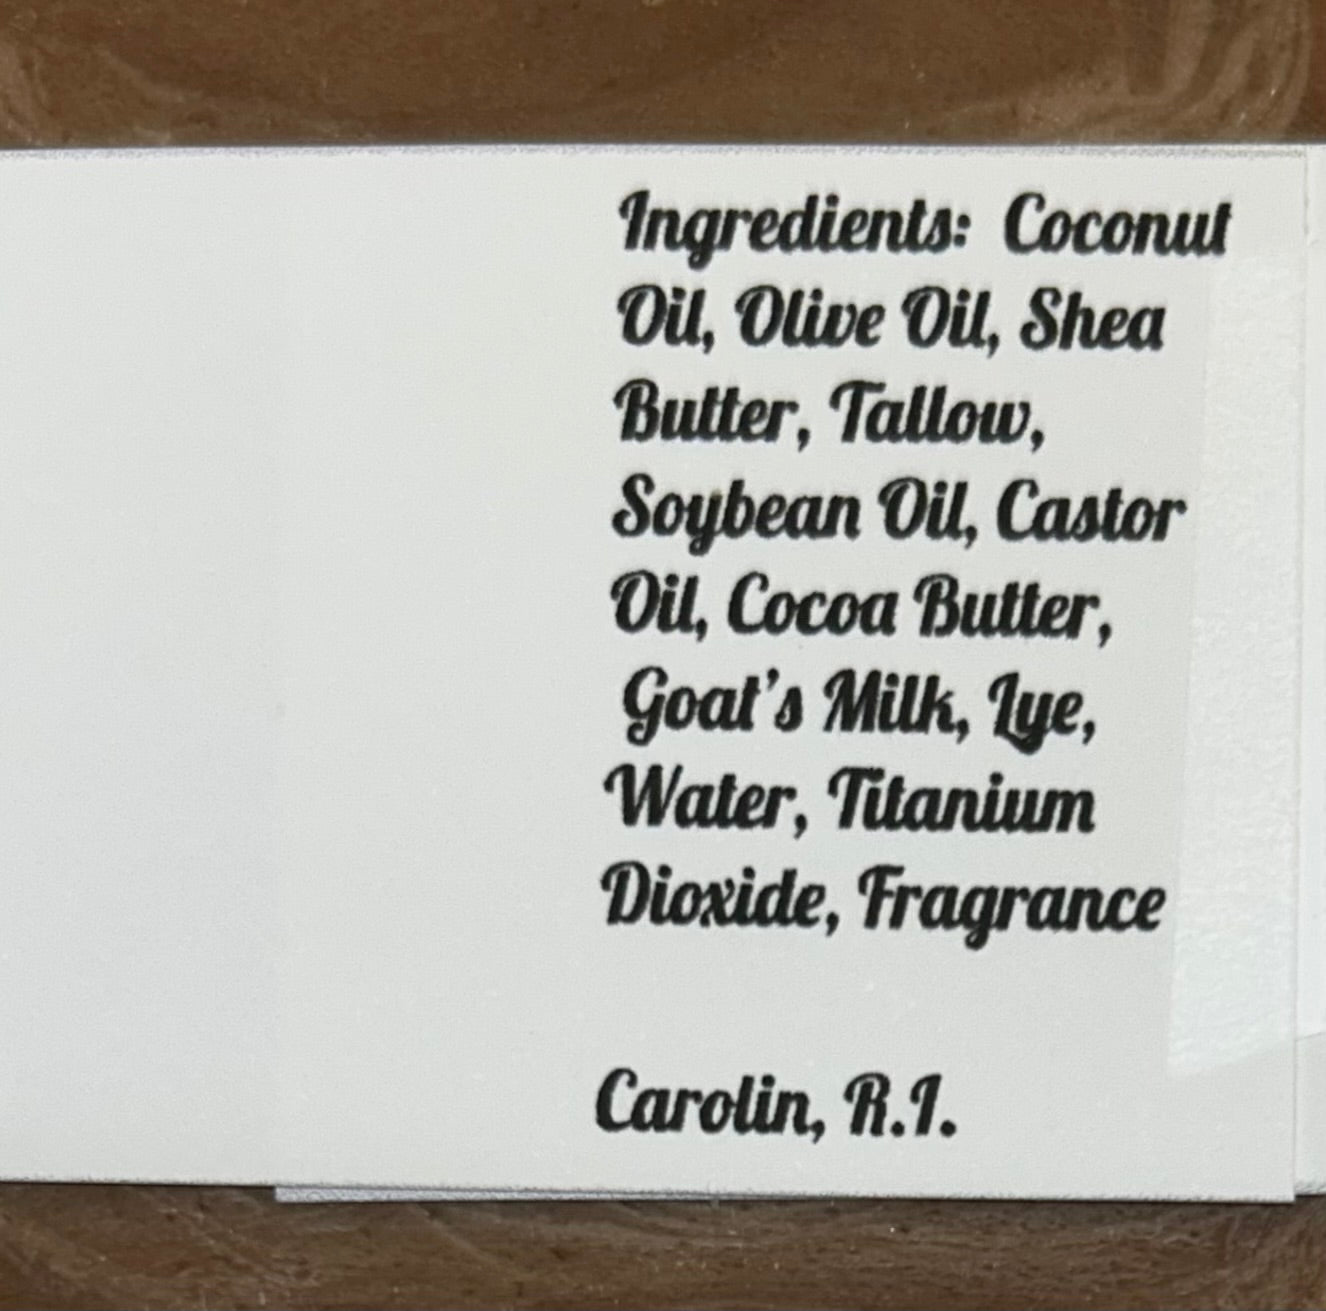 Ingredients: Coconut
Oil, Olive Oil, Shea
Butter, Tallow,
Soybean Oil, Castor
Oil, Cocoa Butter,
Goat's Milk, Lye,
Water, Titanium
Dioxide, Fragrance
Carolin, R.I.